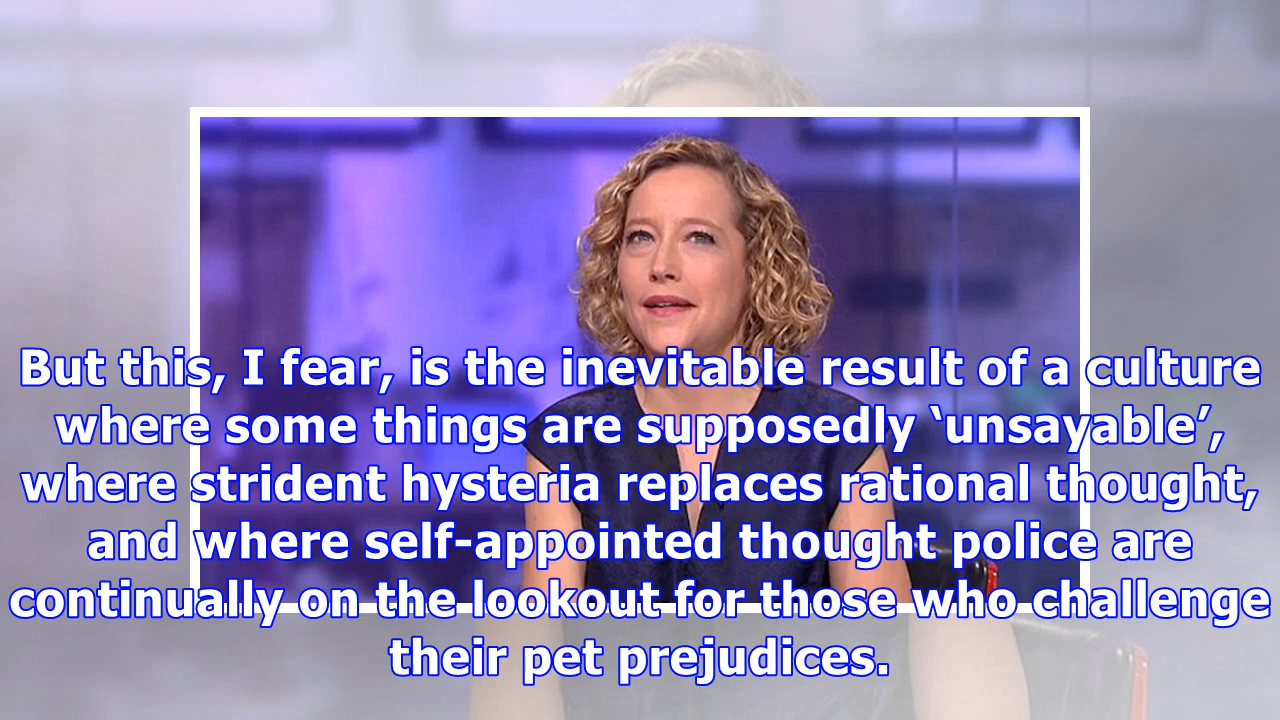 But this, I fear, is the inevitable result of a culture
where some things are supposedly ‘unsayable’,
where strident hysteria replaces rational thought,
and where self-appointed thought police are
continually on the lookout for those who challenge
their pet prejudices.